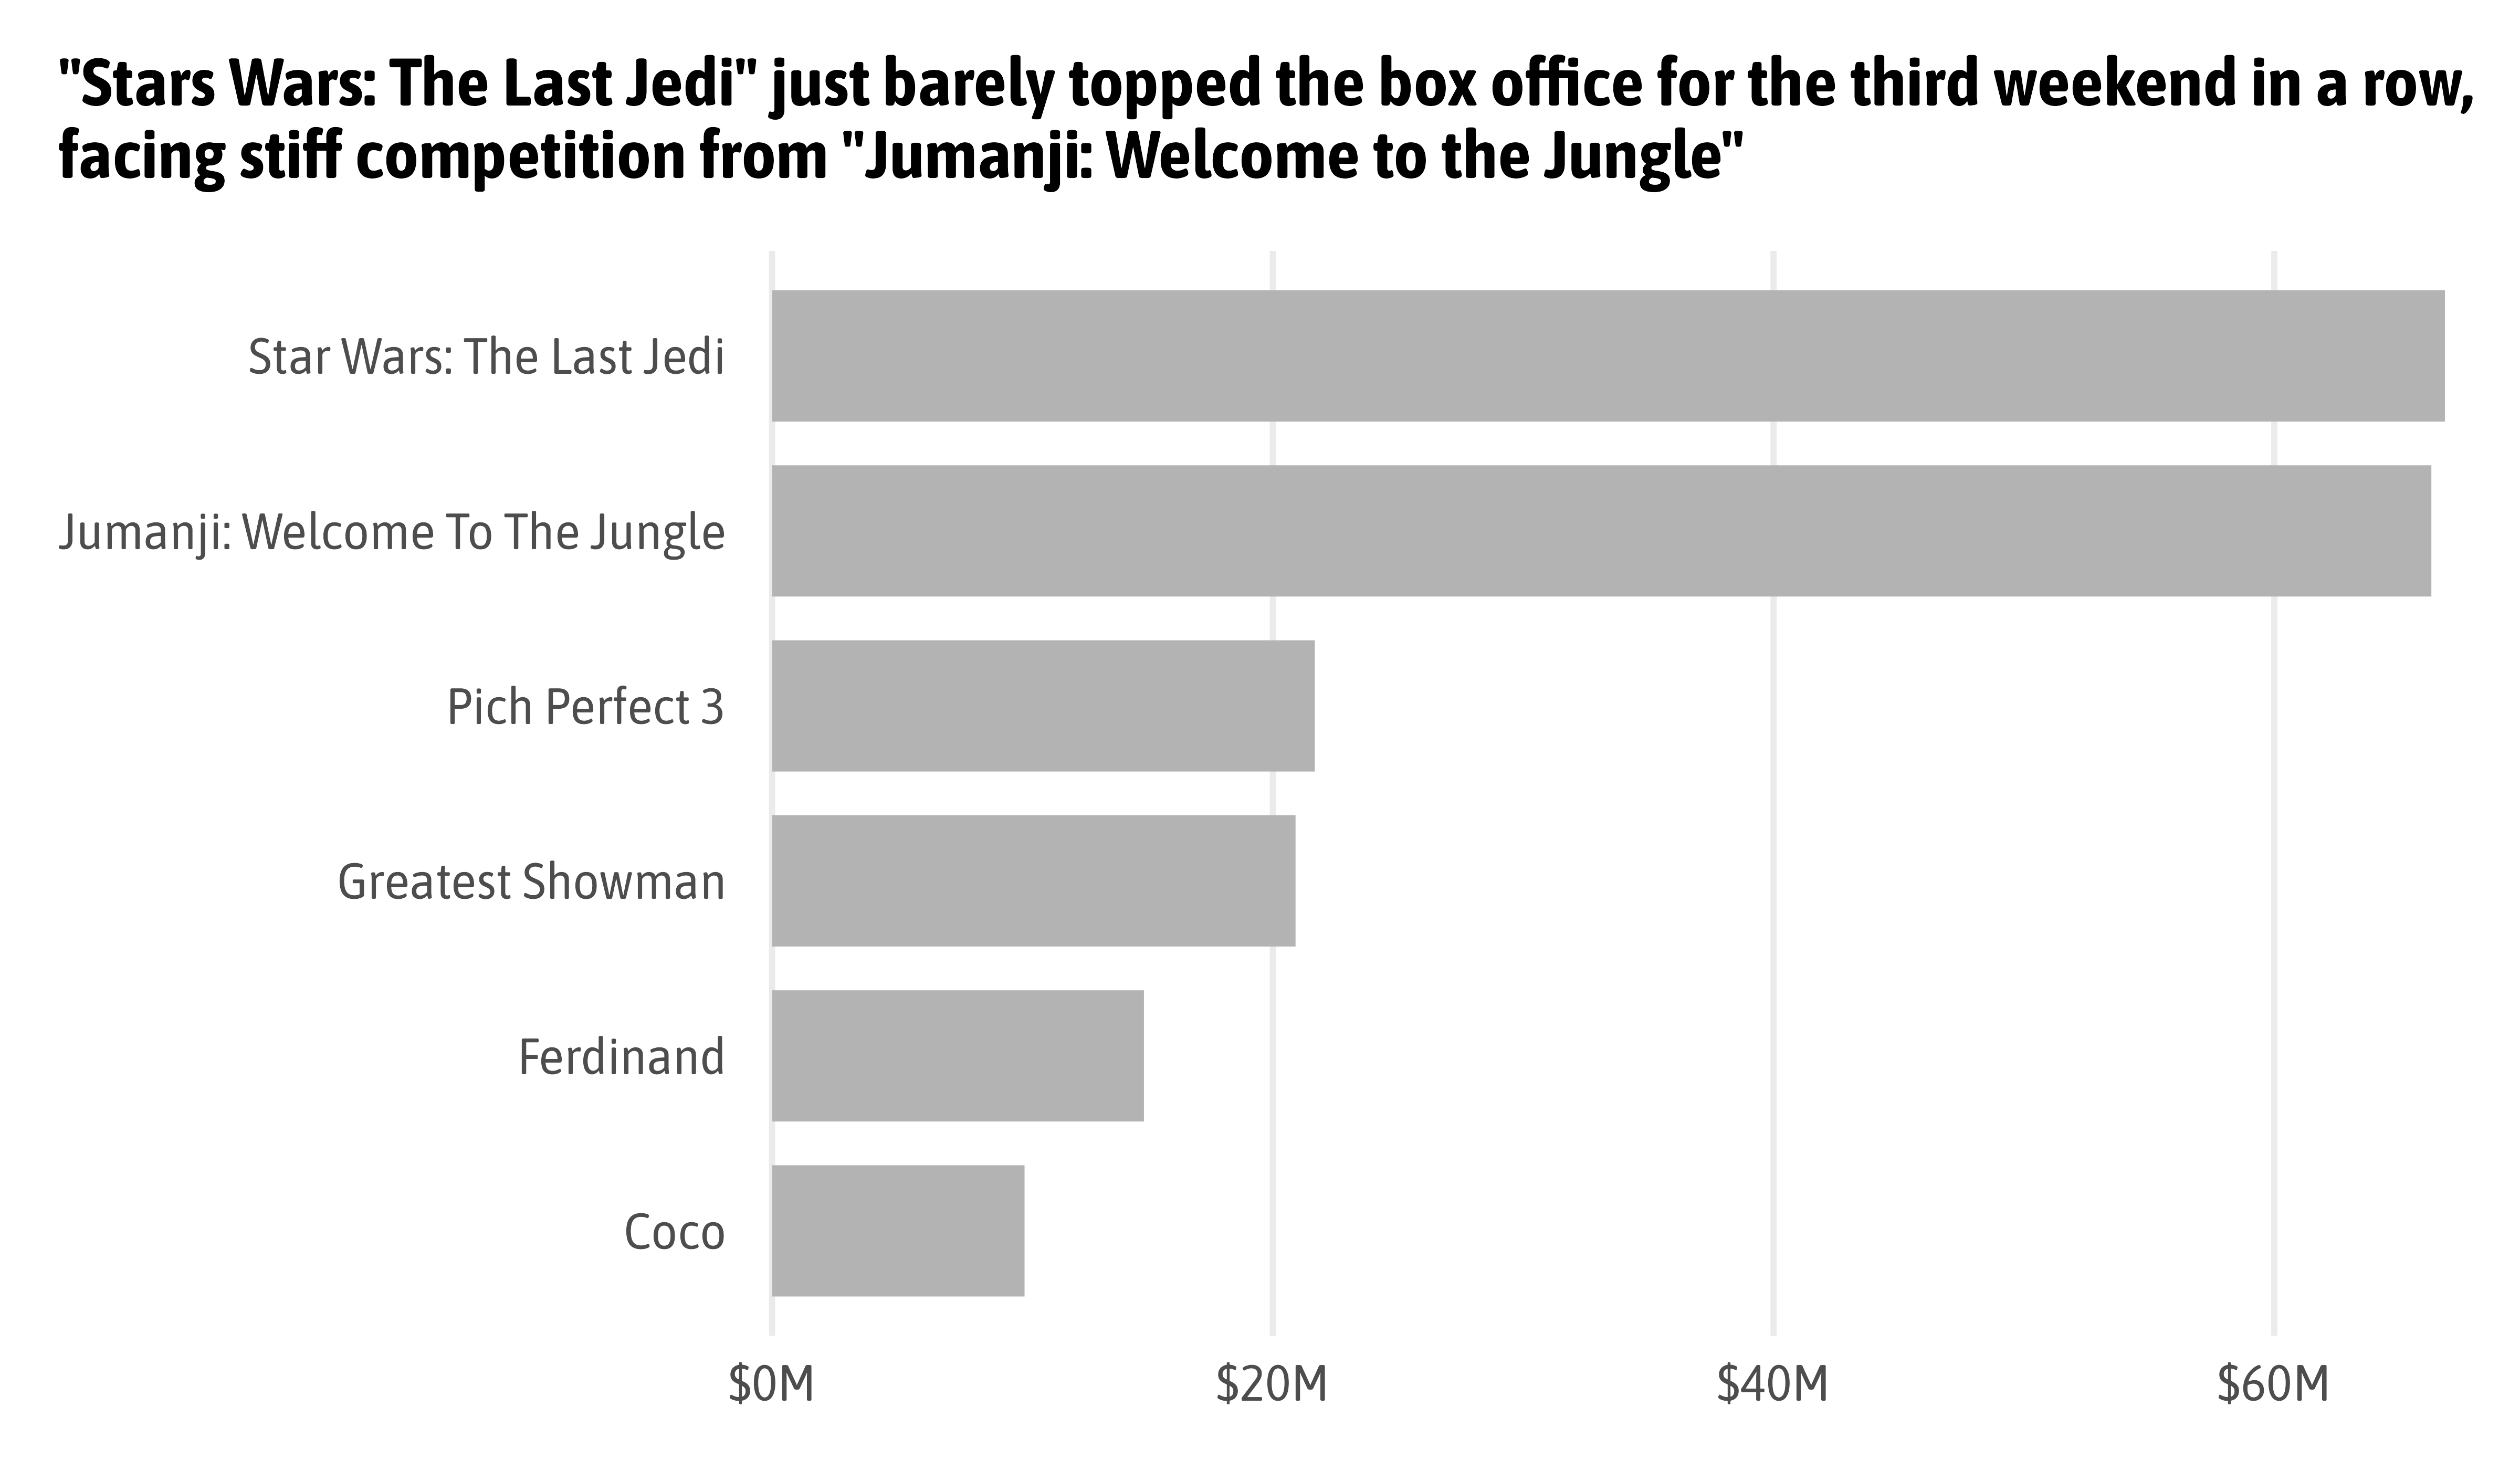 "Stars Wars: The Last Jedi" just barely topped the box office for the third weekend in a row,
facing stiff competition from "Jumanji: Welcome to the Jungle"
Star Wars: The Last Jedi
Jumanji: Welcome To The Jungle
Pich Perfect 3
Greatest Showman
Ferdinand
Coco
$0M $20M $40M $60M